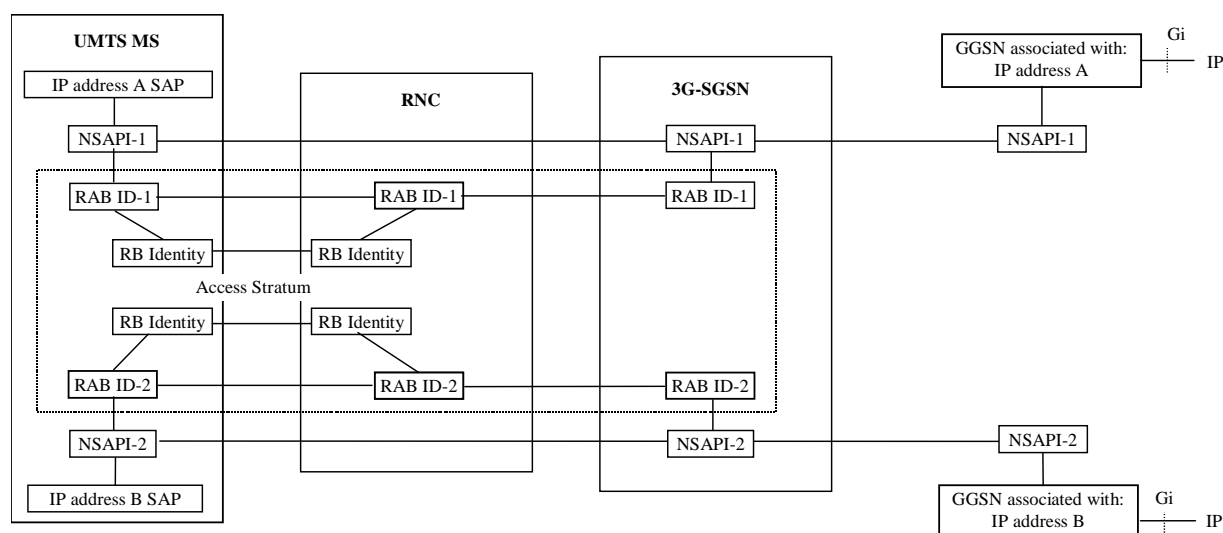 UMTS MS
IP address A SAP
RNC
3G-SGSN
GGSN associated with:
IP address A
Gi
IP
NSAPI-1
NSAPI-1
NSAPI-1
RAB ID-1
RAB ID-1
RAB ID-1
RB Identity
RB Identity
Access Stratum
RB Identity
RB Identity
RAB ID-2
RAB ID-2
RAB ID-2
NSAPI-2
NSAPI-2
NSAPI-2
IP address B SAP
GGSN associated with:
IP address B
Gi
IP